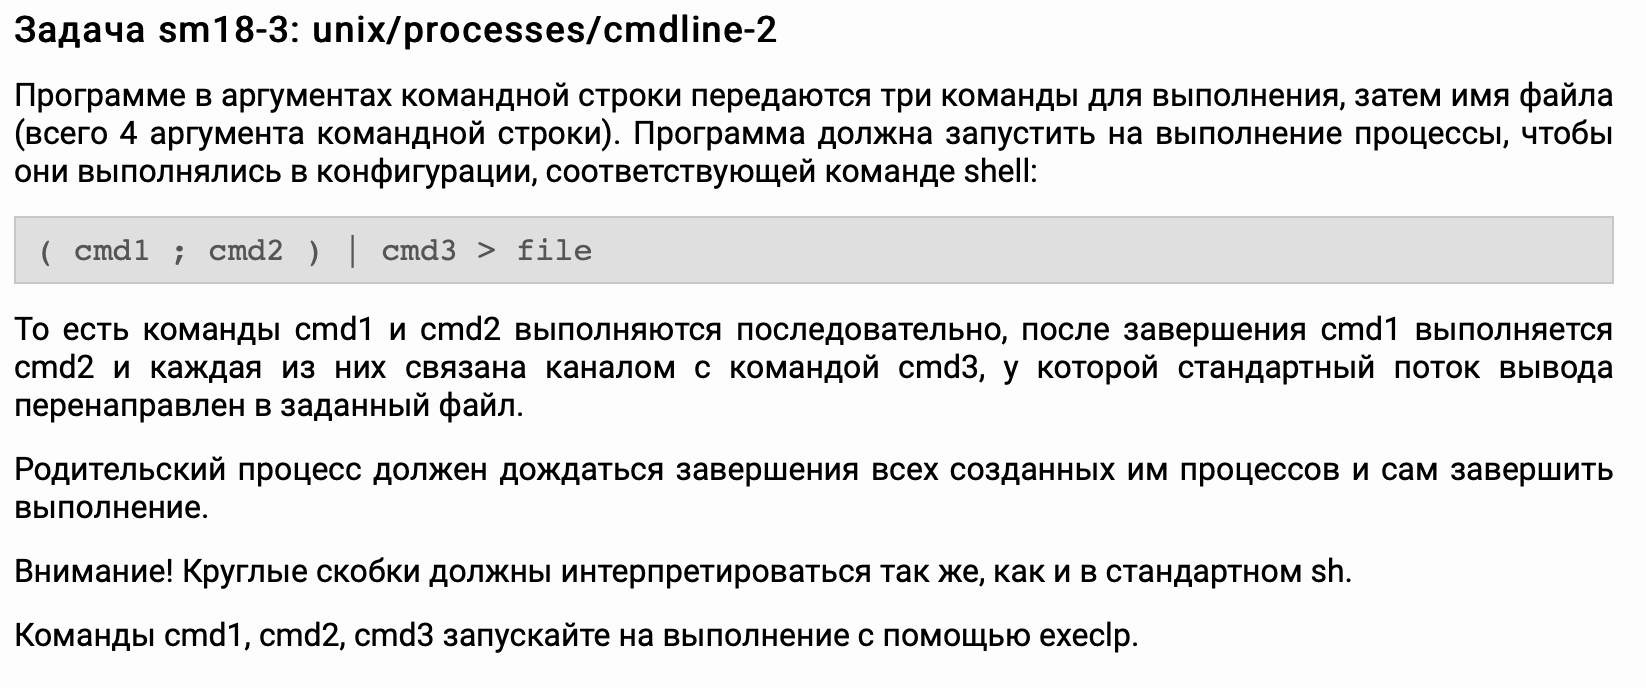 Задача sm18-3: unix/processes/cmdline-2
Программе в аргументах командной строки передаются три команды для выполнения, затем имя файла
(всего 4 аргумента командной строки). Программа должна запустить на выполнение процессы, чтобы
они выполнялись в конфигурации, соответствующей команде shell:
( cmd1 ; cmd2 ) | cmd3 > file
То есть команды cmd1 и cmd2 выполняются последовательно, после завершения cmd1 выполняется
cmd2 и каждая из них связана каналом с командой cmd3, у которой стандартный поток вывода
перенаправлен в заданный файл.
Родительский процесс должен дождаться завершения всех созданных им процессов и сам завершить
выполнение.
Внимание! Круглые скобки должны интерпретироваться так же, как и в стандартном sh.
Команды cmd1, cmd2, cmd3 запускайте на выполнение с помощью execlp.